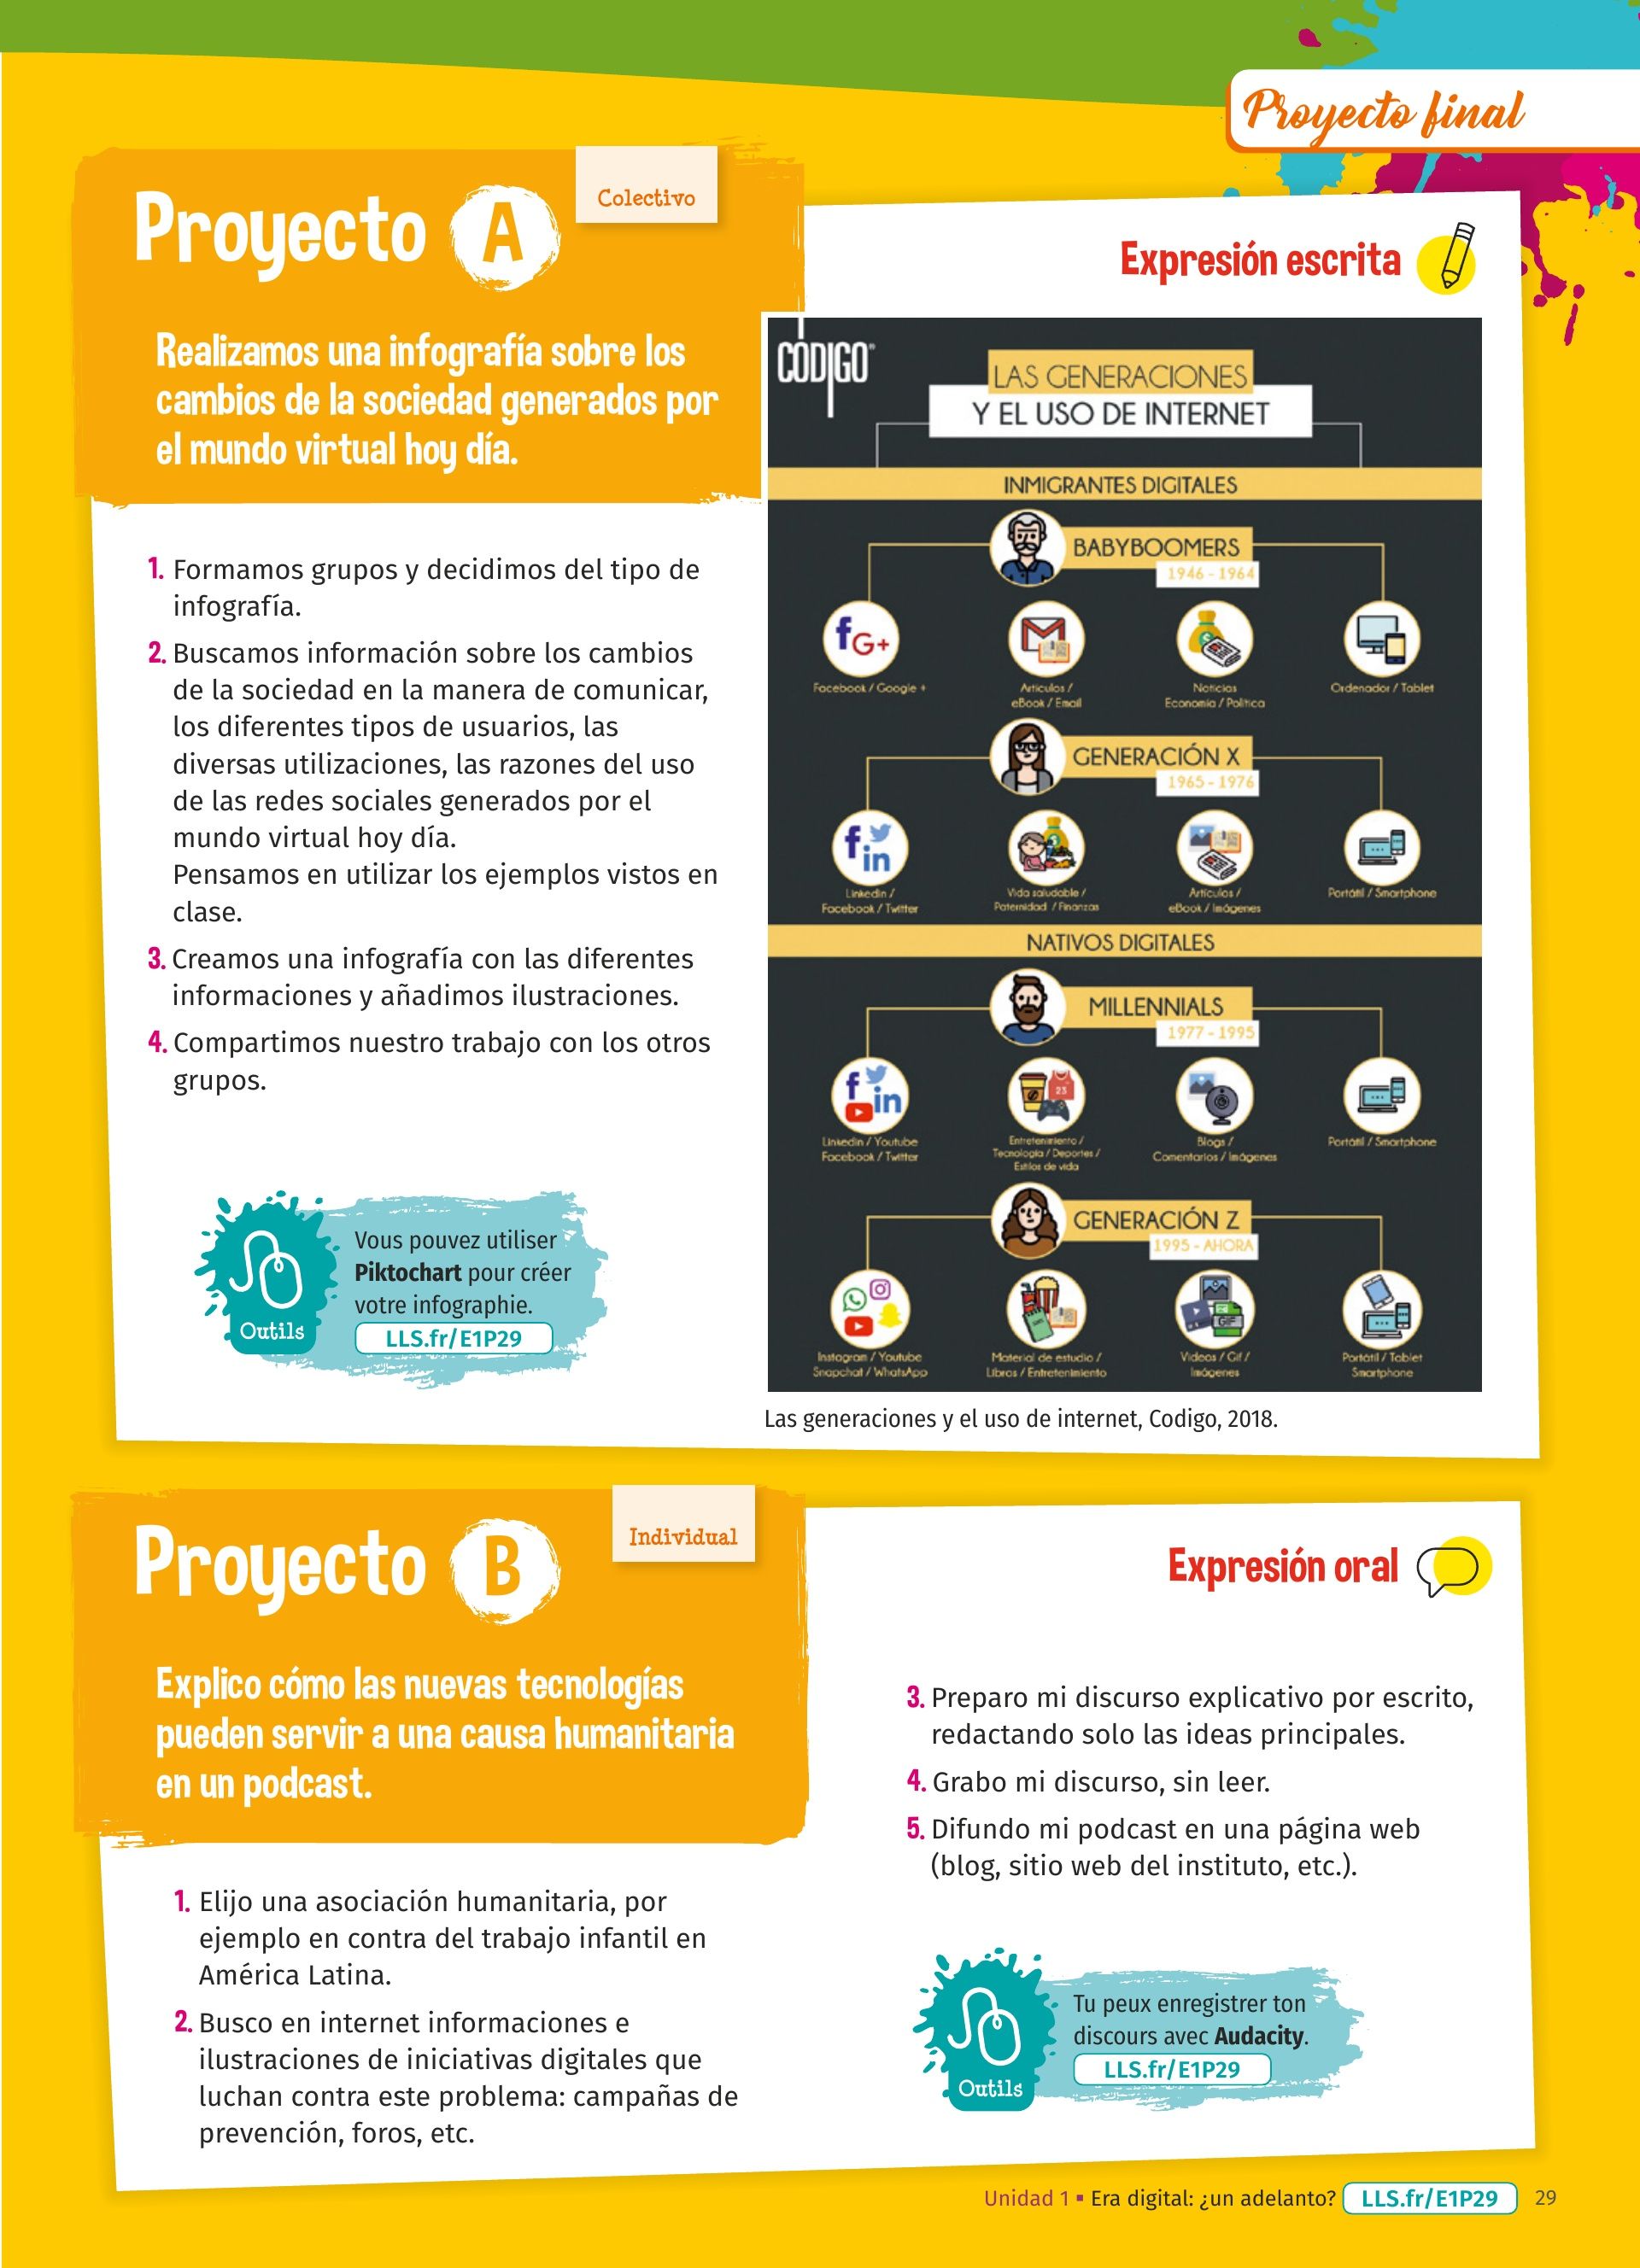 Proyecto final
Proyecto A
Colectivo
Realizamos una infografía sobre los
cambios de la sociedad generados por
el mundo virtual hoy día.
Expresión escrita
1. Formamos grupos y decidimos del tipo de
infografía.
2. Buscamos información sobre los cambios
de la sociedad en la manera de comunicar,
los diferentes tipos de usuarios, las
diversas utilizaciones, las razones del uso
de las redes sociales generados por el
mundo virtual hoy día.
Pensamos en utilizar los ejemplos vistos en
clase.
3. Creamos una infografía con las diferentes
informaciones y añadimos ilustraciones.
4. Compartimos nuestro trabajo con los otros
grupos.
Outils
Vous pouvez utiliser
Piktochart pour créer
votre infographie.
LLS.fr/E1P29
CÓDIGO
LAS GENERACIONES
Y EL USO DE INTERNET
INMIGRANTES DIGITALES
BABYBOOMERS
1946 - 1964
Facebook / Google +
Artículos /
eBook / Email
Noticias
Economía / Política
Ordenador / Tablet
GENERACIÓN X
1965 - 1976
Linkedin /
Facebook / Twitter
Vida saludable /
Paternidad / Finanzas
Artículos /
eBook / Imágenes
Portátil / Smartphone
NATIVOS DIGITALES
MILLENNIALS
1977 - 1995
Linkedin / Youtube
Facebook / Twitter
Entretenimiento /
Tecnología / Deportes /
Estilos de vida
Blogs /
Comentarios / Imágenes
Portátil / Smartphone
GENERACIÓN Z
1995 - AHORA
Instagram / Youtube
Snapchat / WhatsApp
Material de estudio /
Libros / Entretenimiento
Videos / Gif /
Imágenes
Portátil / Tablet
Smartphone
Las generaciones y el uso de internet, Codigo, 2018.
Proyecto B
Individual
Explico cómo las nuevas tecnologías
pueden servir a una causa humanitaria
en un podcast.
Expresión oral
1. Elijo una asociación humanitaria, por
ejemplo en contra del trabajo infantil en
América Latina.
2. Busco en internet informaciones e
ilustraciones de iniciativas digitales que
luchan contra este problema: campañas de
prevención, foros, etc.
3. Preparo mi discurso explicativo por escrito,
redactando solo las ideas principales.
4. Grabo mi discurso, sin leer.
5. Difundo mi podcast en una página web
(blog, sitio web del instituto, etc.).
Outils
Tu peux enregistrer ton
discours avec Audacity.
LLS.fr/E1P29
Unidad 1 ▪ Era digital: ¿un adelanto? LLS.fr/E1P29 29